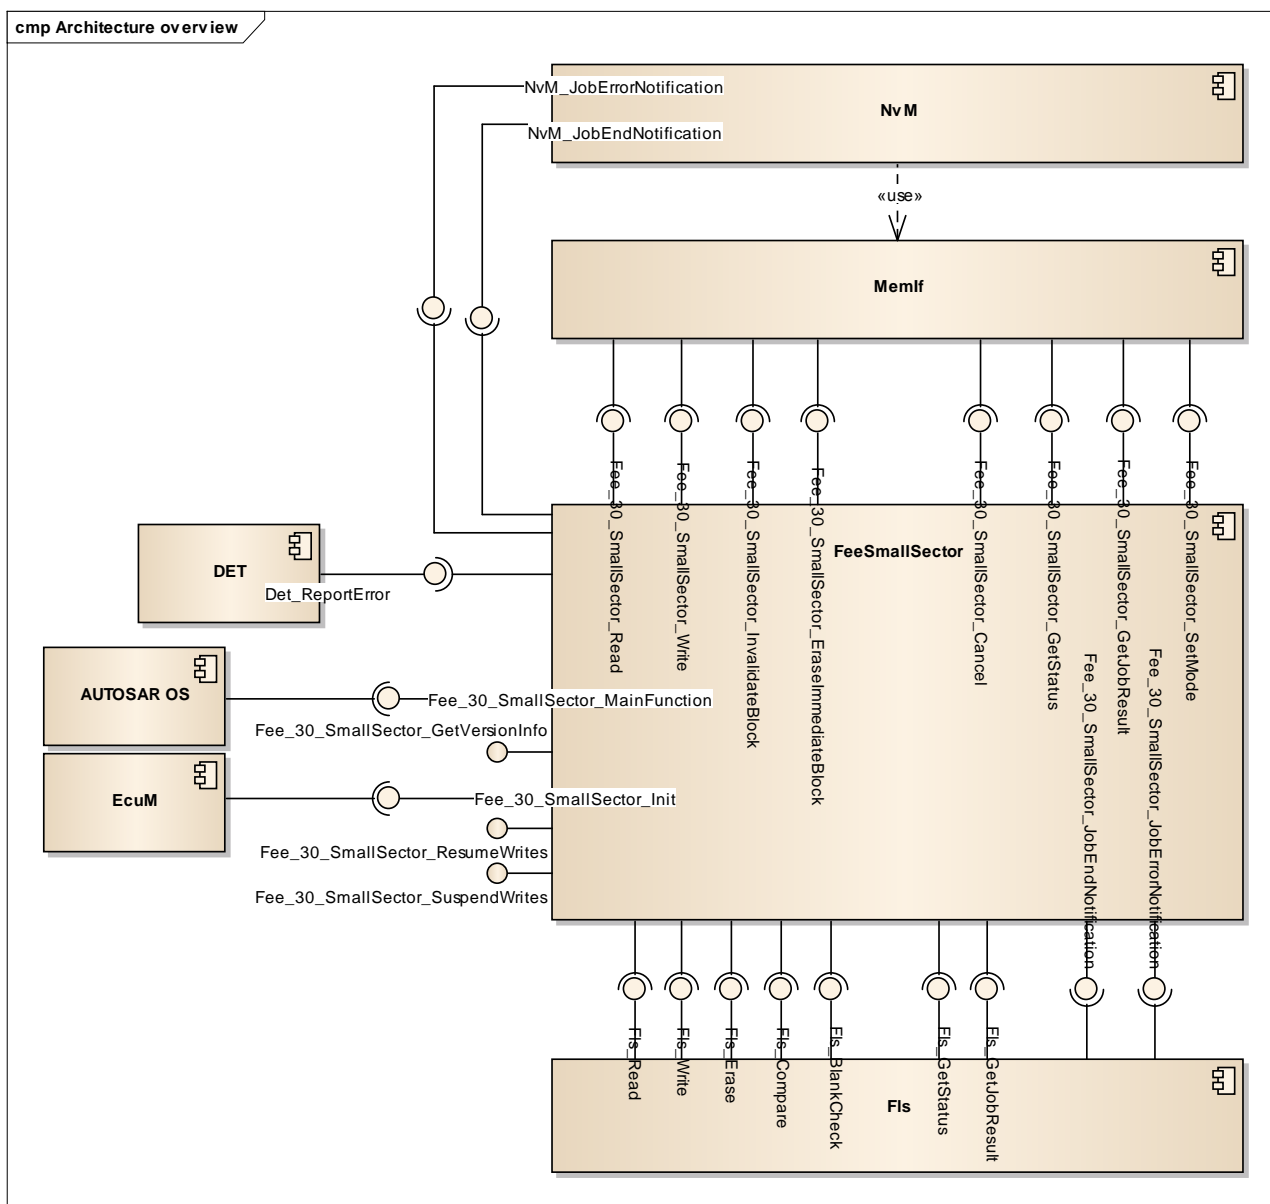 cmp Architecture overview
NvM_JobErrorNotification
NvM
NvM_JobEndNotification
«use»
MemIf
Fee_30_SmallSector_Read
Fee_30_SmallSector_Write
Fee_30_SmallSector_InvalidateBlock
Fee_30_SmallSector_EraseImmediateBlock
Fee_30_SmallSector_Cancel
Fee_30_SmallSector_GetStatus
Fee_30_SmallSector_GetJobResult
Fee_30_SmallSector_SetMode
FeeSmallSector
DET
Det_ReportError
Fee_30_SmallSector_JobEndNotification
Fee_30_SmallSector_JobErrorNotification
AUTOSAR OS
Fee_30_SmallSector_MainFunction
Fee_30_SmallSector_GetVersionInfo
EcuM
Fee_30_SmallSector_Init
Fee_30_SmallSector_ResumeWrites
Fee_30_SmallSector_SuspendWrites
Fls_Read
Fls_Write
Fls_Erase
Fls_Compare
Fls_BlankCheck
Fls_GetStatus
Fls_GetJobResult
Fls